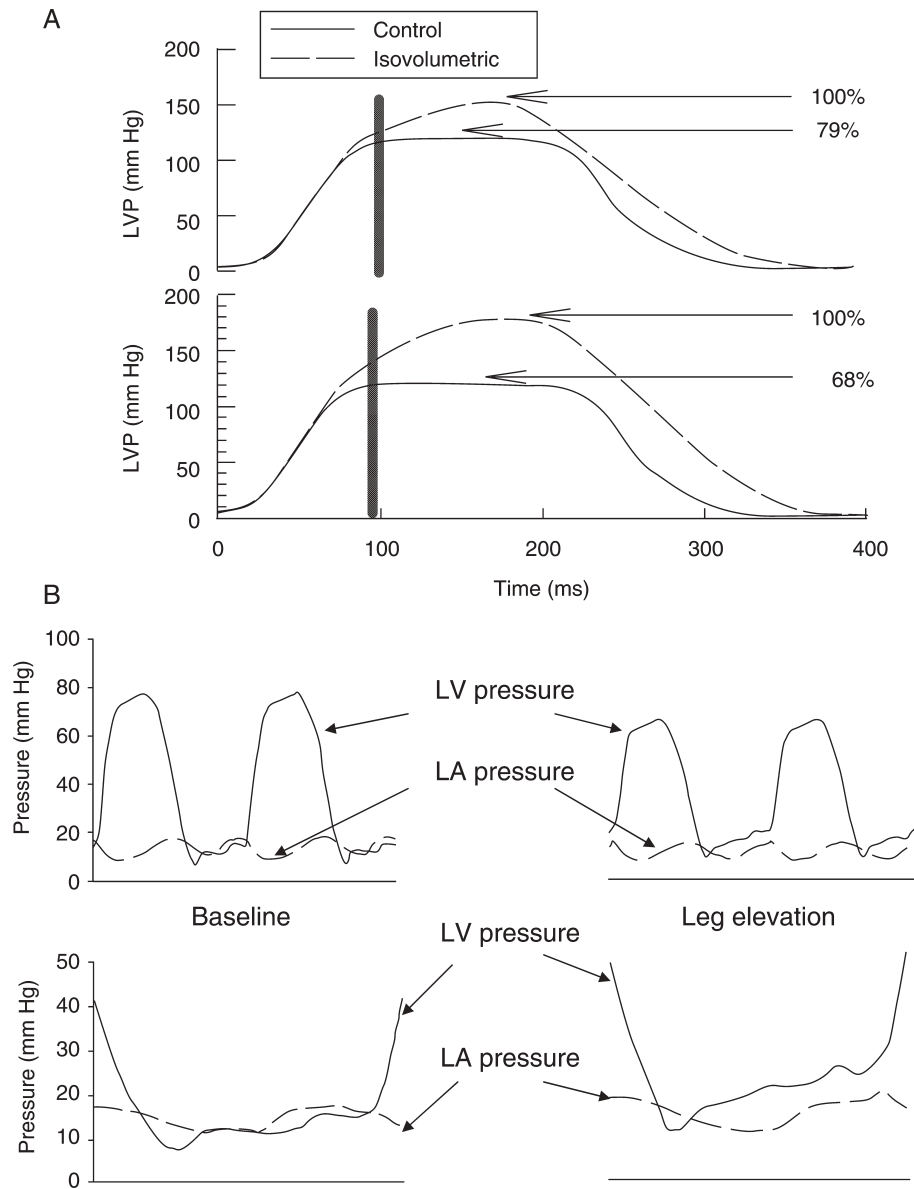 A
Control
Isovolumetric
200
150
100
50
0
LVP (mm Hg)
100%
79%
200
150
100
50
0
LVP (mm Hg)
100%
68%
0 100 200 300 400
Time (ms)
B
100
80
60
40
20
0
Pressure (mm Hg)
LV pressure
LA pressure
Baseline
Leg elevation
50
40
30
20
10
0
Pressure (mm Hg)
LV pressure
LA pressure